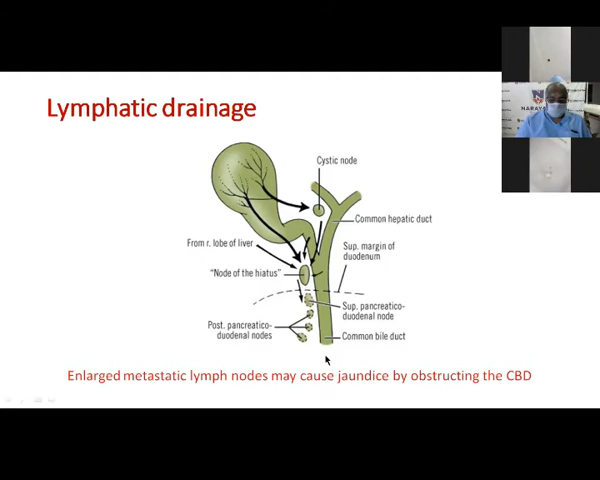 Lymphatic drainage
Cystic node
Common hepatic duct
From r. lobe of liver
Sup. margin of
duodenum
"Node of the hiatus"
Sup. pancreatico-
duodenal node
Post. pancreatico-
duodenal nodes
Common bile duct
Enlarged metastatic lymph nodes may cause jaundice by obstructing the CBD